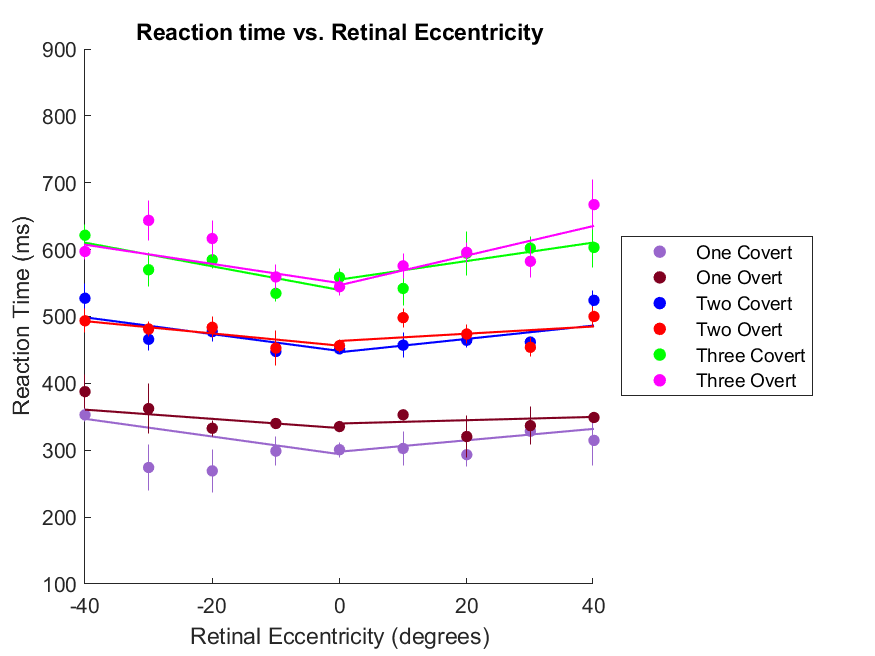 Reaction time vs. Retinal Eccentricity
900
800
700
600
500
400
300
200
100
Reaction Time (ms)
-40
-20
0
20
40
Retinal Eccentricity (degrees)
One Covert
One Overt
Two Covert
Two Overt
Three Covert
Three Overt